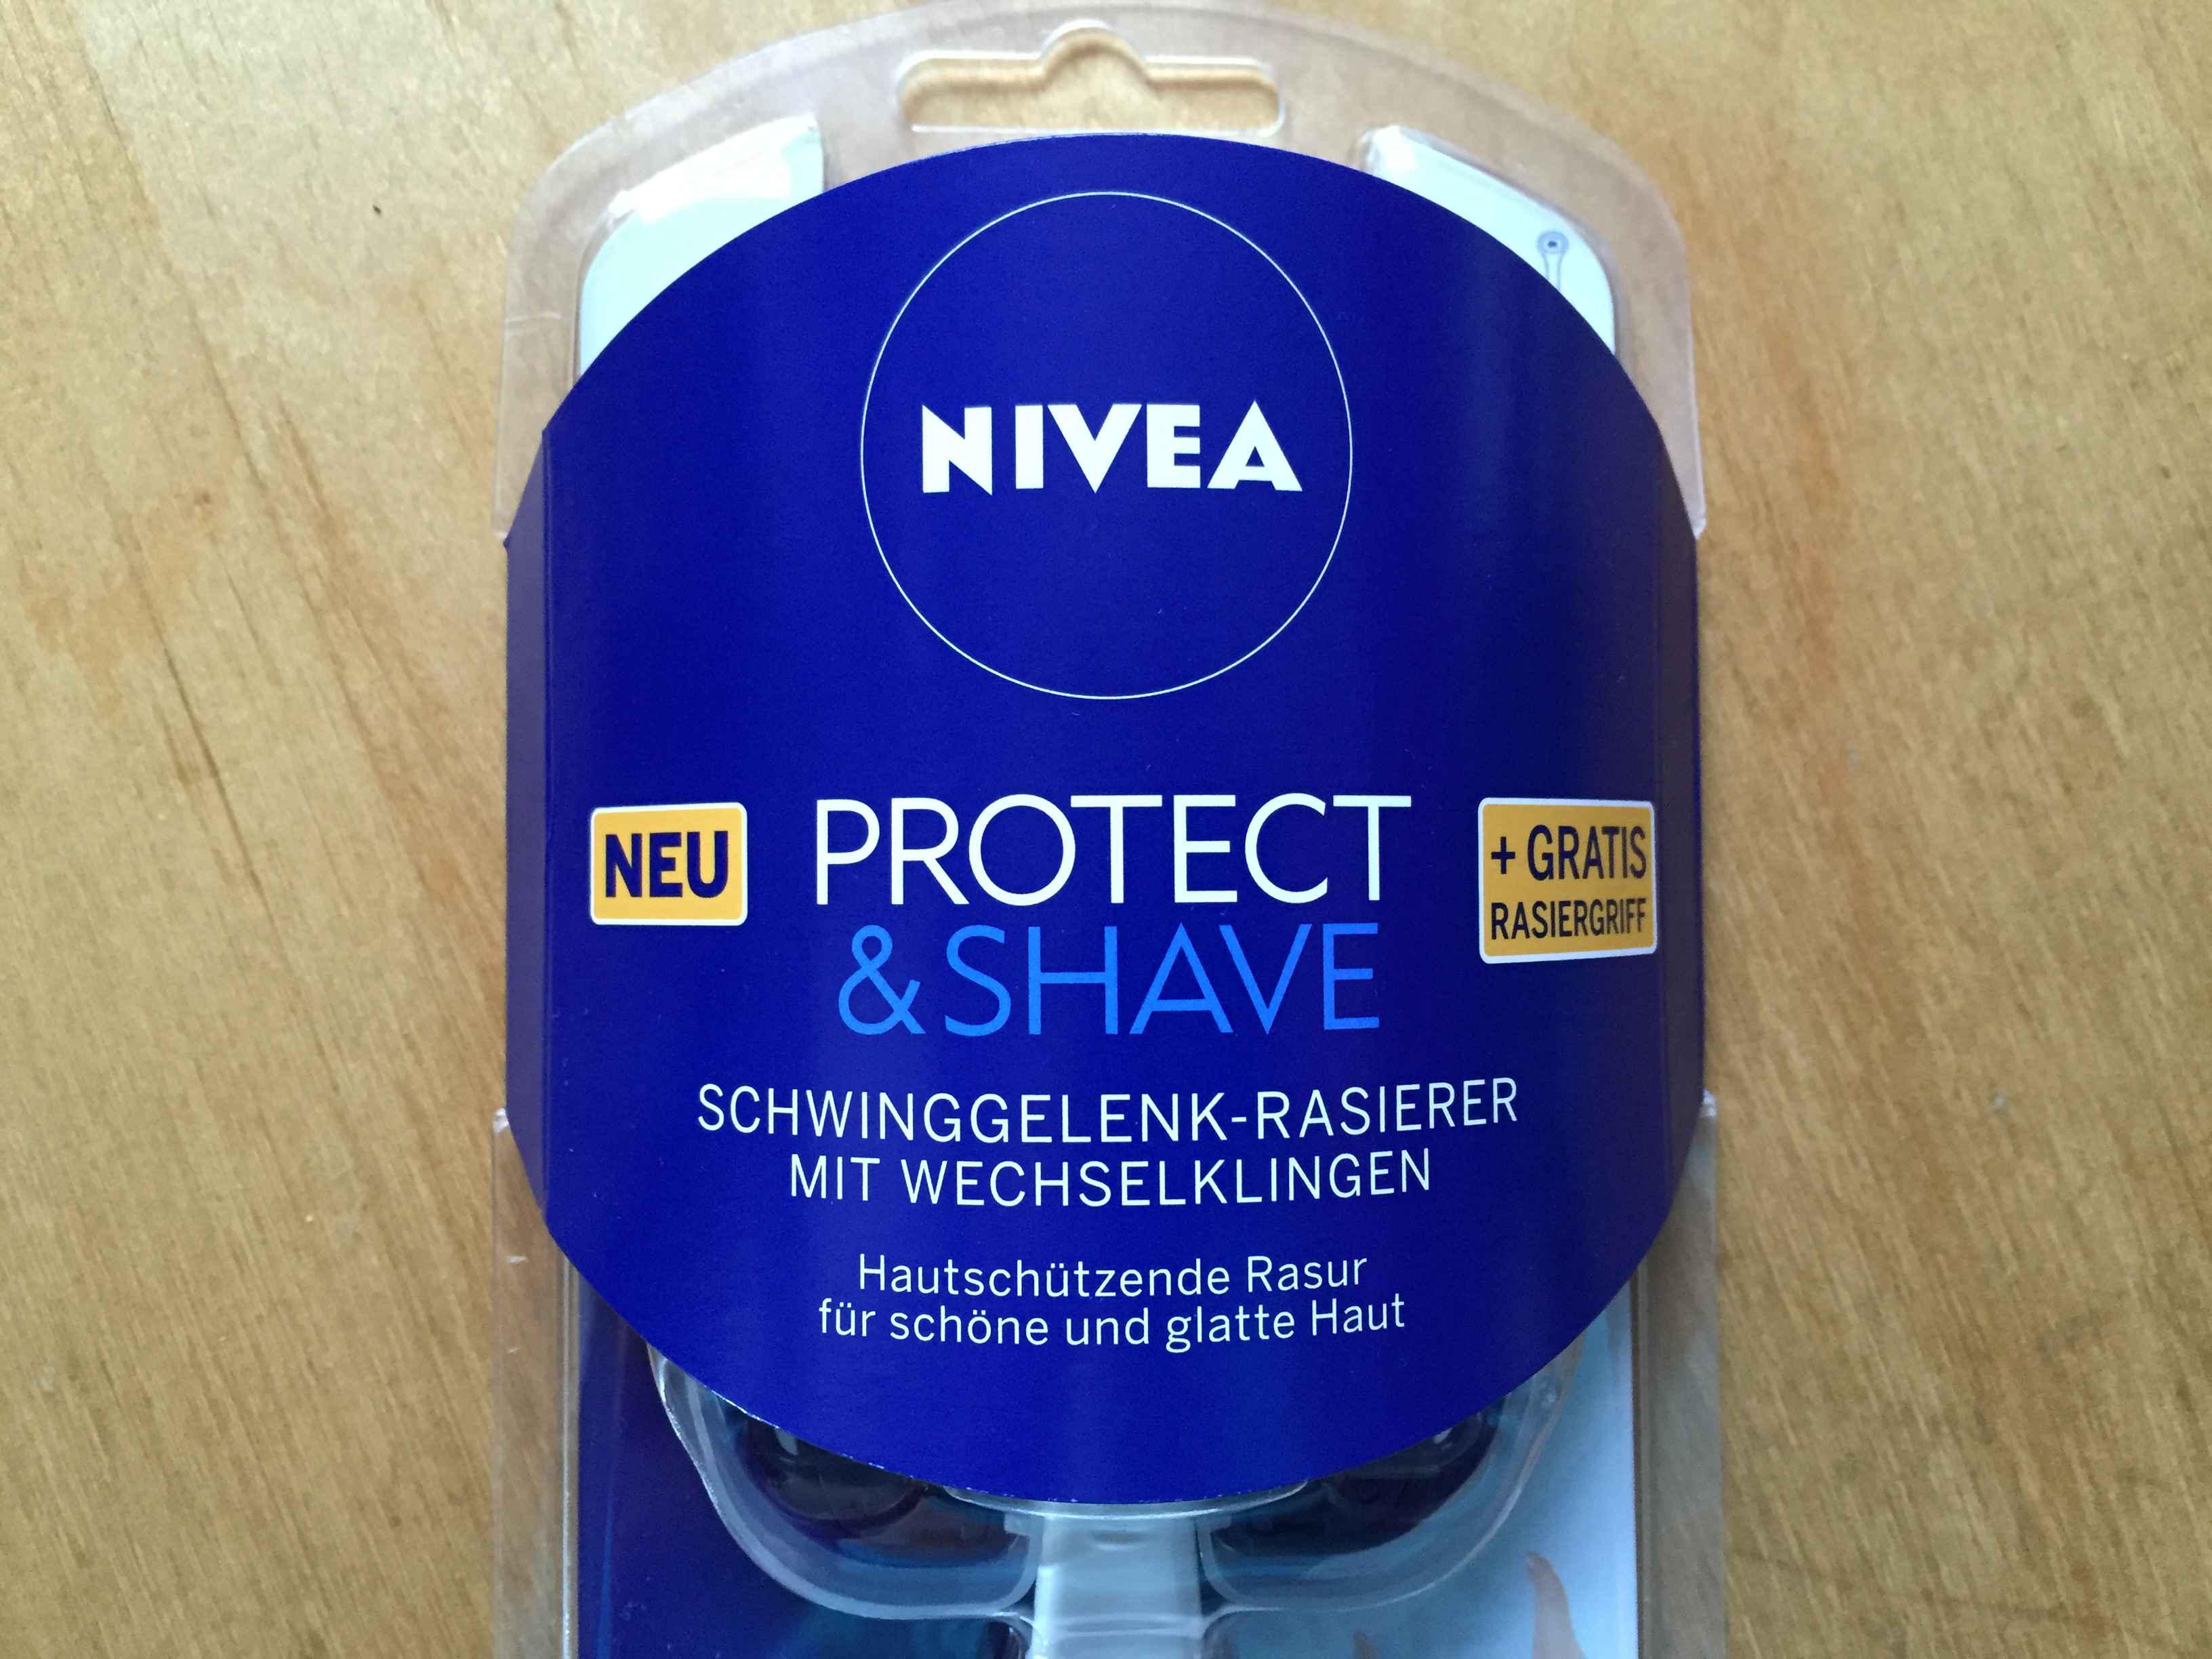 NIVEA
NEU
PROTECT
& SHAVE
+ GRATIS
RASIERGRIFF
SCHWINGGELENK-RASIERER
MIT WECHSELKLINGEN
Hautschützende Rasur
für schöne und glatte Haut